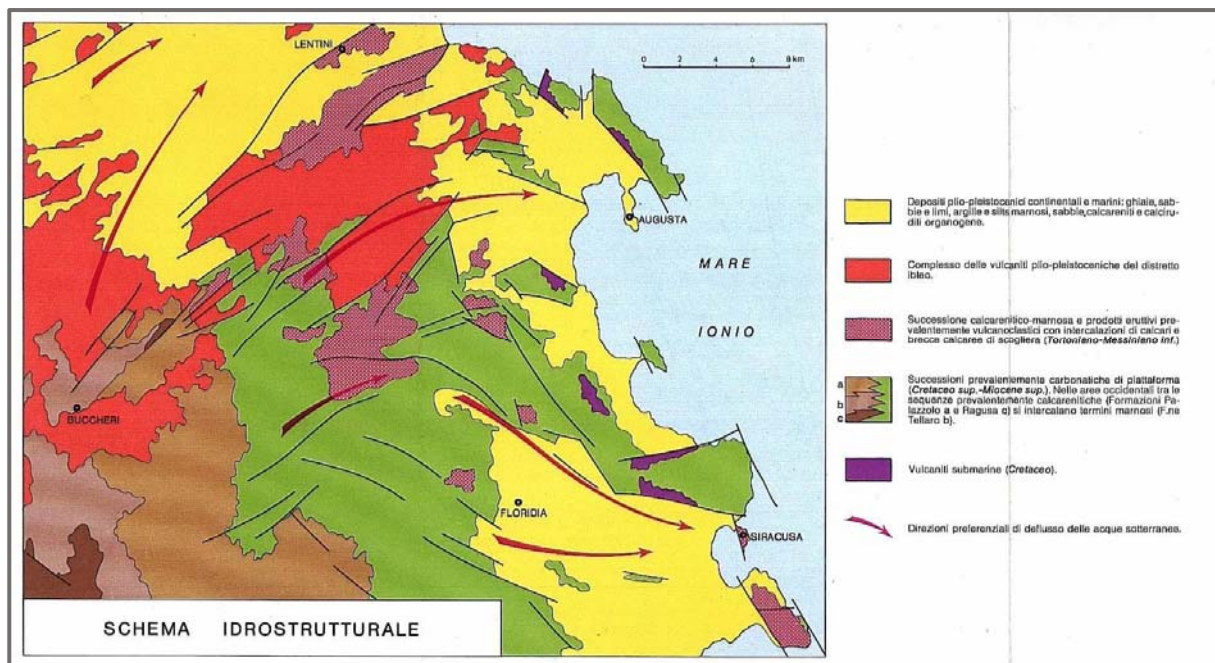 LENTINI
0 2 4 6 8 km
AUGUSTA
MARE
IONIO
BUCCHERI
FLORIDIA
SIRACUSA
SCHEMA IDROSTRUTTURALE
Depositi plio-pleistocenici continentali e marini: ghiaie, sab-
bie e limi, argille e silts marnosi, sabbie, calcareniti e calciru-
diti organogene.
Complesso delle vulcaniti plio-pleistoceniche del distretto
ibleo.
Successione calcarenitico-marnosa e prodotti eruttivi pre-
valentemente vulcanoclastici con intercalazioni di calcari e
brecce calcaree di scogliera (Tortoniano-Messiniano inf.)
a
b
c
Successioni prevalentemente carbonatiche di piattaforma
(Cretaceo sup.-Miocene sup.). Nelle aree occidentali tra le
sequenze prevalentemente calcarenitiche (Formazioni Pa-
lazzolo a e Ragusa c) si intercalano termini marnosi (F.ne
Tellaro b).
Vulcaniti submarine (Cretaceo).
Direzioni preferenziali di deflusso delle acque sotterranee.